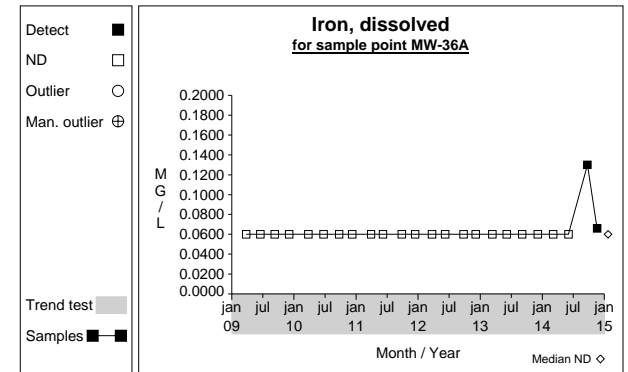 Detect
ND
Outlier
Man. outlier
Trend test
Samples
Iron, dissolved
for sample point MW-36A
M
G
/
L
0.2000
0.1800
0.1600
0.1400
0.1200
0.1000
0.0800
0.0600
0.0400
0.0200
0.0000
jan jul jan jul jan jul jan jul jan jul jan jul jan
09 10 11 12 13 14 15
Month / Year
Median ND